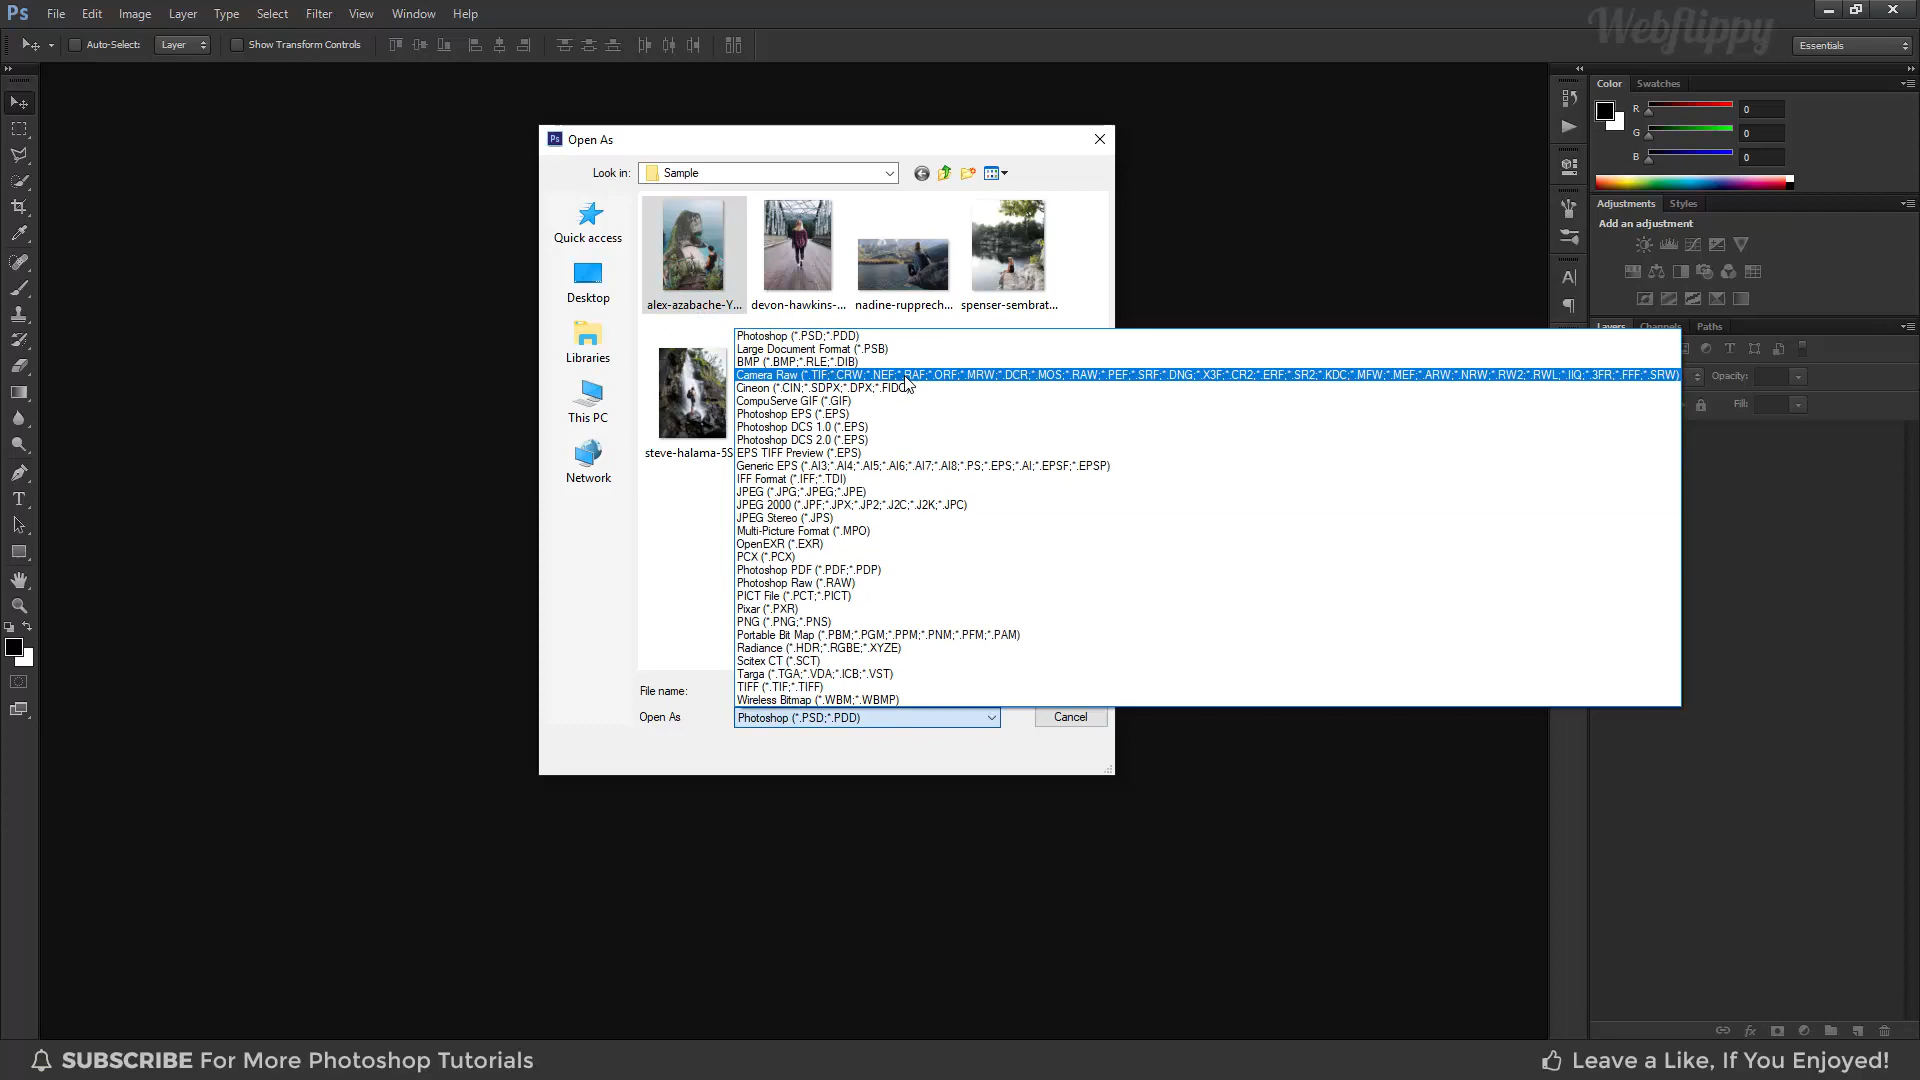 Ps File Edit Image Layer Type Select Filter View Window Help
Webflippy
Auto-Select: Layer Show Transform Controls
Essentials
Color Swatches
R 0
G 0
B 0
Adjustments Styles
Add an adjustment
Layers Channels Paths
Opacity:
Fill:
Ps Open As
Look in: Sample
Quick access
Desktop
Libraries
This PC
Network
alex-azabache-Y... devon-hawkins-... nadine-rupprech... spenser-sembrat...
steve-halama-5S
Photoshop (*.PSD;*.PDD)
Large Document Format (*.PSB)
BMP (*.BMP;*.RLE;*.DIB)
Camera Raw (*.TIF;*.CRW;*.NEF;*.RAF;*.ORF;*.MRW;*.DCR;*.MOS;*.RAW;*.PEF;*.SRF;*.DNG;*.X3F;*.CR2;*.ERF;*.SR2;*.KDC;*.MFW;*.MEF;*.ARW;*.NRW;*.RW2;*.RWL;*.IIQ;*.3FR;*.FFF;*.SRW)
Cineon (*.CIN;*.SDPX;*.DPX;*.FIDO
CompuServe GIF (*.GIF)
Photoshop EPS (*.EPS)
Photoshop DCS 1.0 (*.EPS)
Photoshop DCS 2.0 (*.EPS)
EPS TIFF Preview (*.EPS)
Generic EPS (*.AI3;*.AI4;*.AI5;*.AI6;*.AI7;*.AI8;*.PS;*.EPS;*.AI;*.EPSF;*.EPSP)
IFF Format (*.IFF;*.TDI)
JPEG (*.JPG;*.JPEG;*.JPE)
JPEG 2000 (*.JPF;*.JPX;*.JP2;*.J2C;*.J2K;*.JPC)
JPEG Stereo (*.JPS)
Multi-Picture Format (*.MPO)
OpenEXR (*.EXR)
PCX (*.PCX)
Photoshop PDF (*.PDF;*.PDP)
Photoshop Raw (*.RAW)
PICT File (*.PCT;*.PICT)
Pixar (*.PXR)
PNG (*.PNG;*.PNS)
Portable Bit Map (*.PBM;*.PGM;*.PPM;*.PNM;*.PFM;*.PAM)
Radiance (*.HDR;*.RGBE;*.XYZE)
Scitex CT (*.SCT)
Targa (*.TGA;*.VDA;*.ICB;*.VST)
TIFF (*.TIF;*.TIFF)
Wireless Bitmap (*.WBM;*.WBMP)
File name:
Open As Photoshop (*.PSD;*.PDD) Cancel
SUBSCRIBE For More Photoshop Tutorials
Leave a Like, If You Enjoyed!